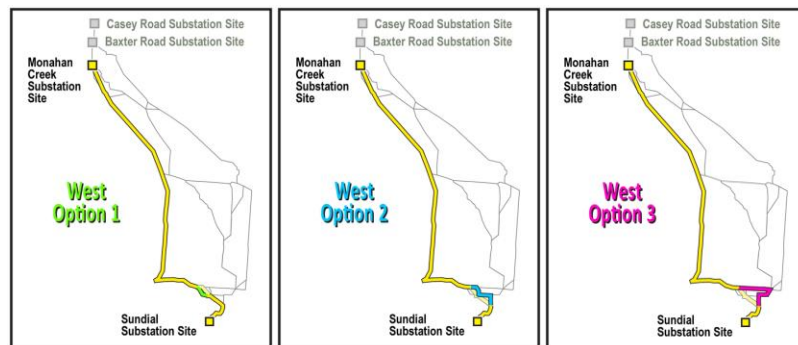 Casey Road Substation Site
Baxter Road Substation Site
Monahan
Creek
Substation
Site
West
Option 1
Sundial
Substation Site
Casey Road Substation Site
Baxter Road Substation Site
Monahan
Creek
Substation
Site
West
Option 2
Sundial
Substation Site
Casey Road Substation Site
Baxter Road Substation Site
Monahan
Creek
Substation
Site
West
Option 3
Sundial
Substation Site